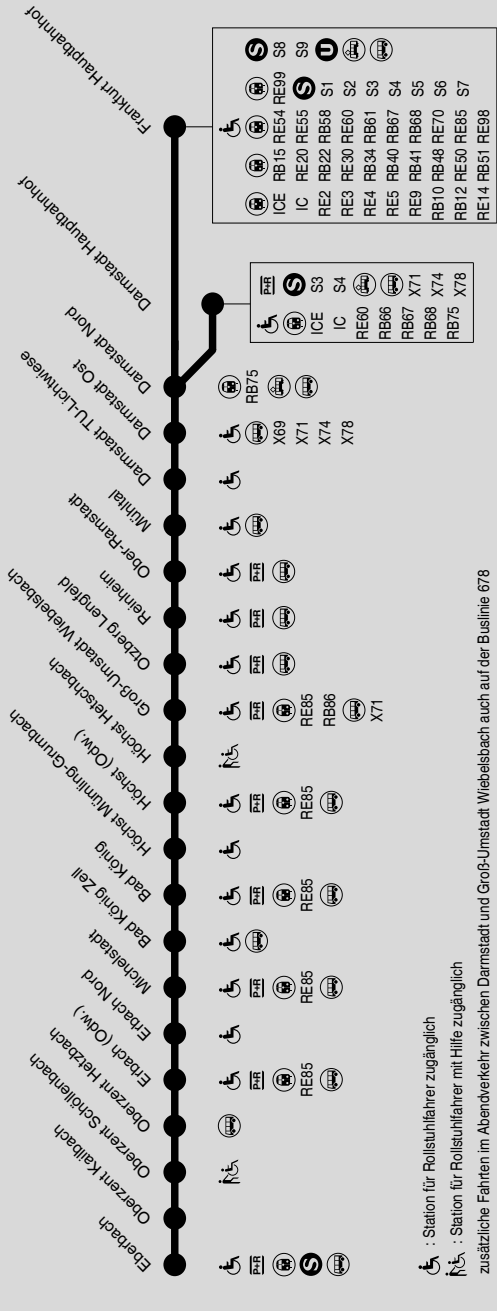 Eberbach
Oberzent Kailbach
Oberzent Schöllenbach
Oberzent Hetzbach
Erbach (Odw.)
Erbach Nord
Michelstadt
Bad König Zell
Bad König
Höchst Mümling-Grumbach
Höchst (Odw.)
Höchst Hetschbach
Groß-Umstadt Wiebelsbach
Otzberg Lengfeld
Reinheim
Ober-Ramstadt
Mühltal
Darmstadt TU-Lichtwiese
Darmstadt Ost
Darmstadt Nord
Darmstadt Hauptbahnhof
Frankfurt Hauptbahnhof
P+R
S
P+R
RE85
P+R
RE85
P+R
RE85
P+R
RE85
P+R
RE85
RB86
X71
P+R
P+R
P+R
X69
X71
X74
X78
RB75
P+R
S
ICE S3
IC S4
RE60
RB66
RB67 X71
RB68 X74
RB75 X78
S
ICE RB15 RE54 RE99 S8
IC RE20 RE55 S S9
RE2 RB22 RB58 S1 U
RE3 RE30 RE60 S2
RE4 RB34 RB61 S3
RE5 RB40 RB67 S4
RE9 RB41 RB68 S5
RB10 RB48 RE70 S6
RB12 RE50 RE85 S7
RE14 RB51 RE98
: Station für Rollstuhlfahrer zugänglich
: Station für Rollstuhlfahrer mit Hilfe zugänglich
zusätzliche Fahrten im Abendverkehr zwischen Darmstadt und Groß-Umstadt Wiebelsbach auch auf der Buslinie 678